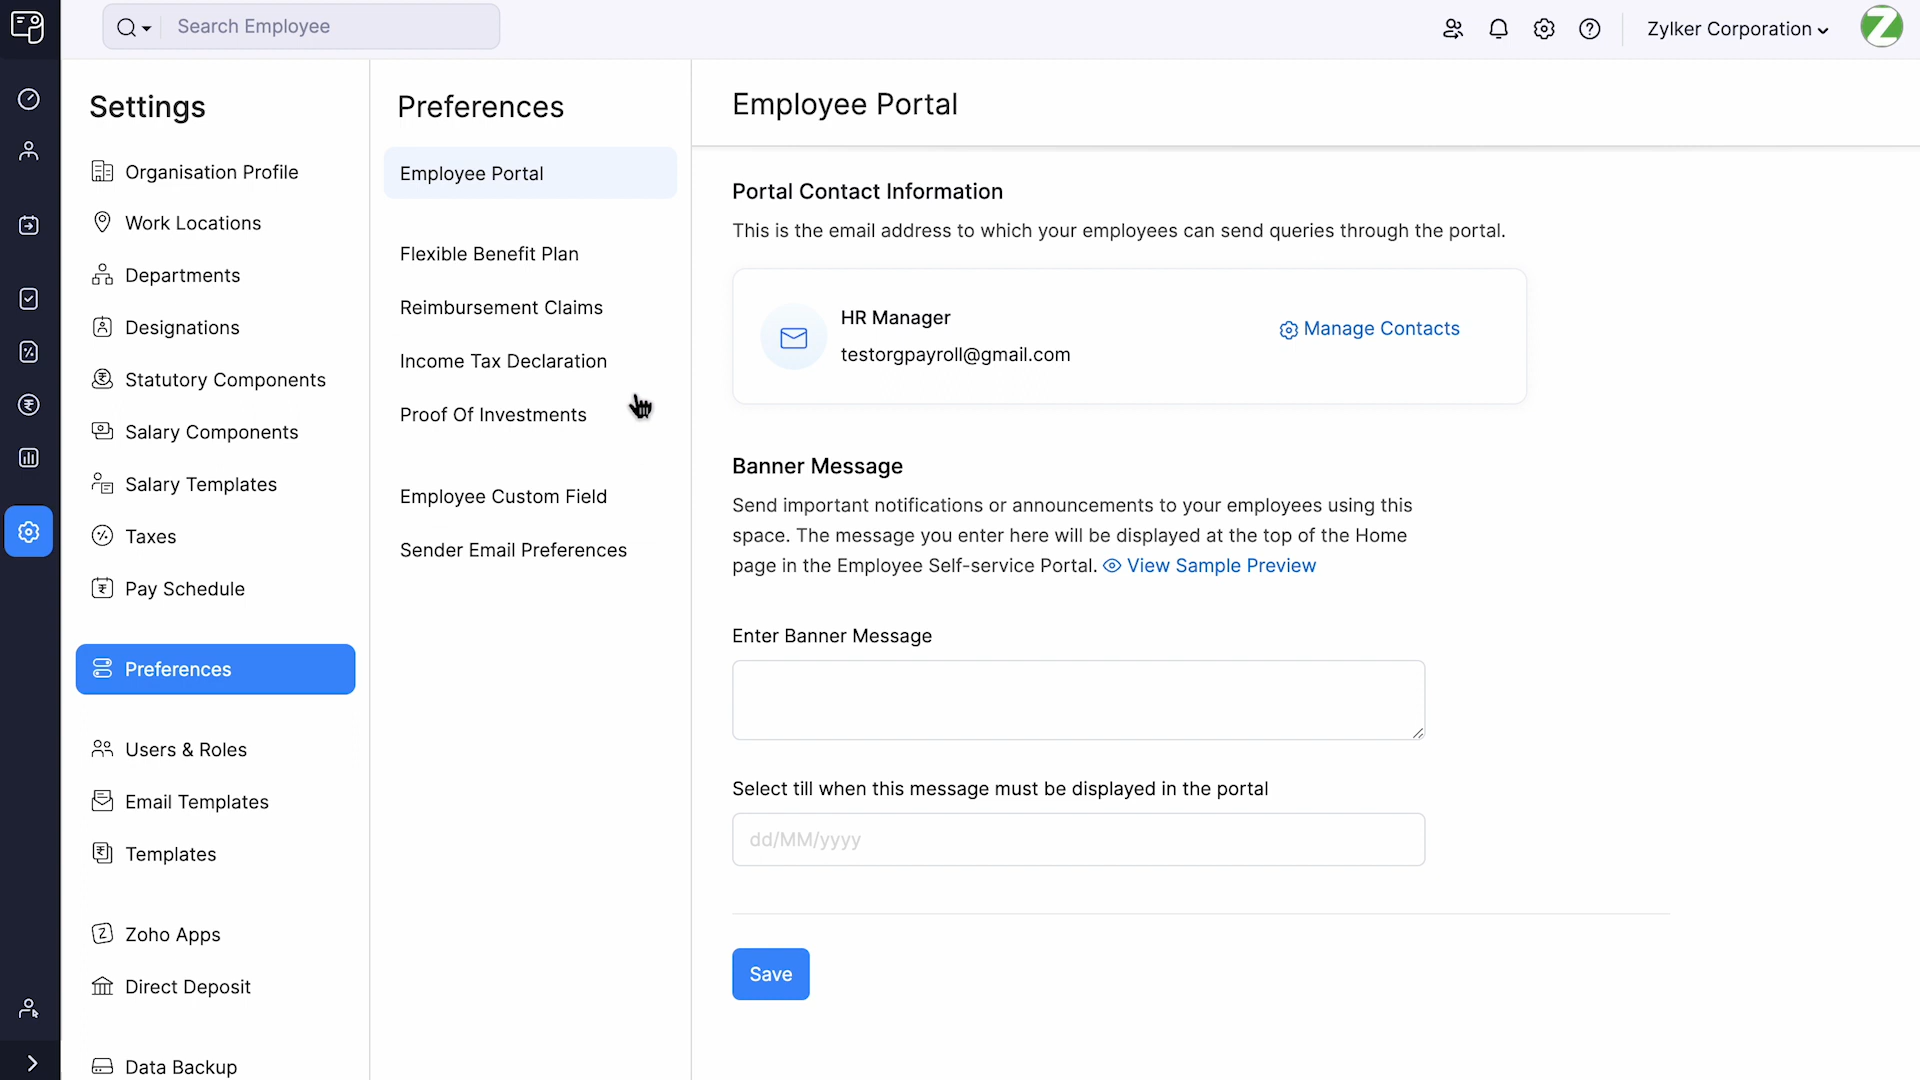 Search Employee
Zylker Corporation
Z
Settings
Organisation Profile
Work Locations
Departments
Designations
Statutory Components
Salary Components
Salary Templates
Taxes
Pay Schedule
Preferences
Users & Roles
Email Templates
Templates
Zoho Apps
Direct Deposit
Data Backup
Preferences
Employee Portal
Flexible Benefit Plan
Reimbursement Claims
Income Tax Declaration
Proof Of Investments
Employee Custom Field
Sender Email Preferences
Employee Portal
Portal Contact Information
This is the email address to which your employees can send queries through the portal.
HR Manager
testorgpayroll@gmail.com
Manage Contacts
Banner Message
Send important notifications or announcements to your employees using this
space. The message you enter here will be displayed at the top of the Home
page in the Employee Self-service Portal. View Sample Preview
Enter Banner Message
Select till when this message must be displayed in the portal
dd/MM/yyyy
Save